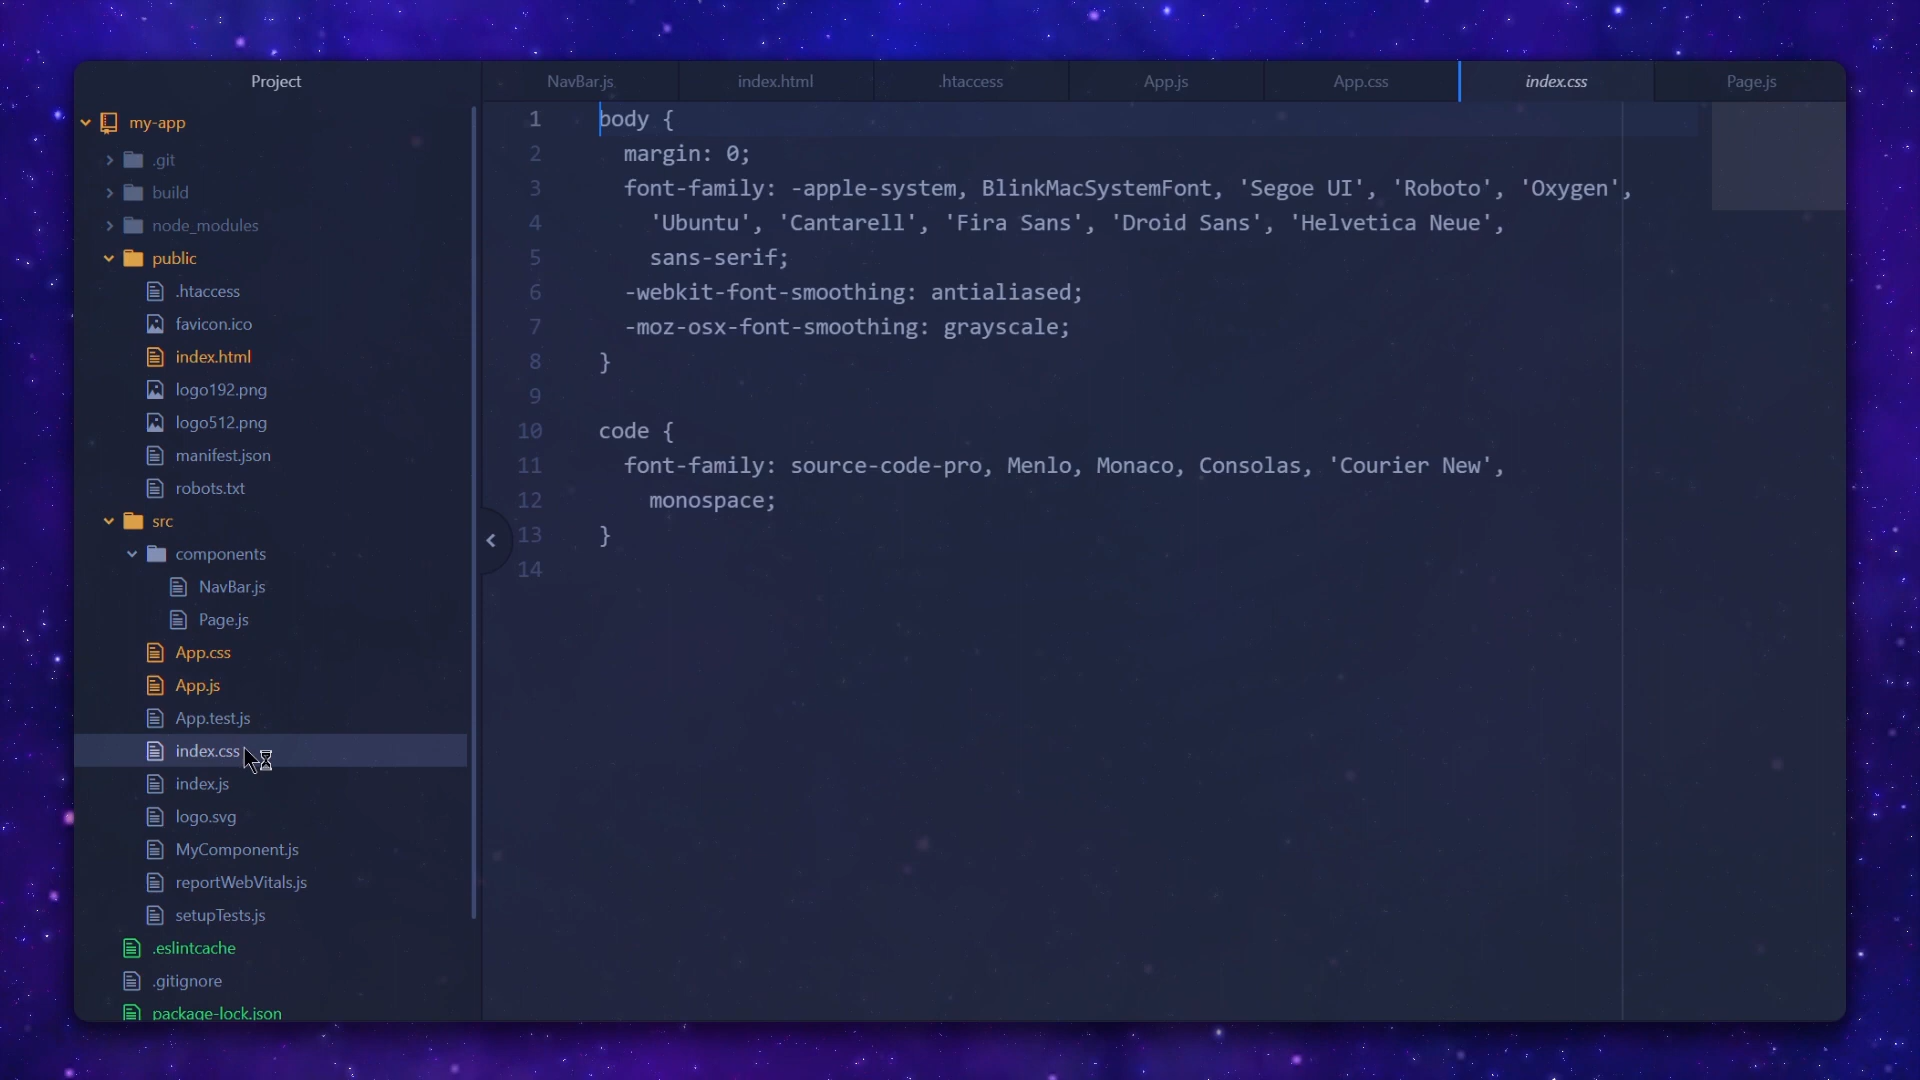 Project
my-app
.git
build
node_modules
public
.htaccess
favicon.ico
index.html
logo192.png
logo512.png
manifest.json
robots.txt
src
components
NavBar.js
Page.js
App.css
App.js
App.test.js
index.css
index.js
logo.svg
MyComponent.js
reportWebVitals.js
setupTests.js
.eslintcache
.gitignore
package-lock.json
NavBar.js index.html .htaccess App.js App.css index.css Page.js
1 body {
2 margin: 0;
3 font-family: -apple-system, BlinkMacSystemFont, 'Segoe UI', 'Roboto', 'Oxygen',
4 'Ubuntu', 'Cantarell', 'Fira Sans', 'Droid Sans', 'Helvetica Neue',
5 sans-serif;
6 -webkit-font-smoothing: antialiased;
7 -moz-osx-font-smoothing: grayscale;
8 }
9
10 code {
11 font-family: source-code-pro, Menlo, Monaco, Consolas, 'Courier New',
12 monospace;
13 }
14